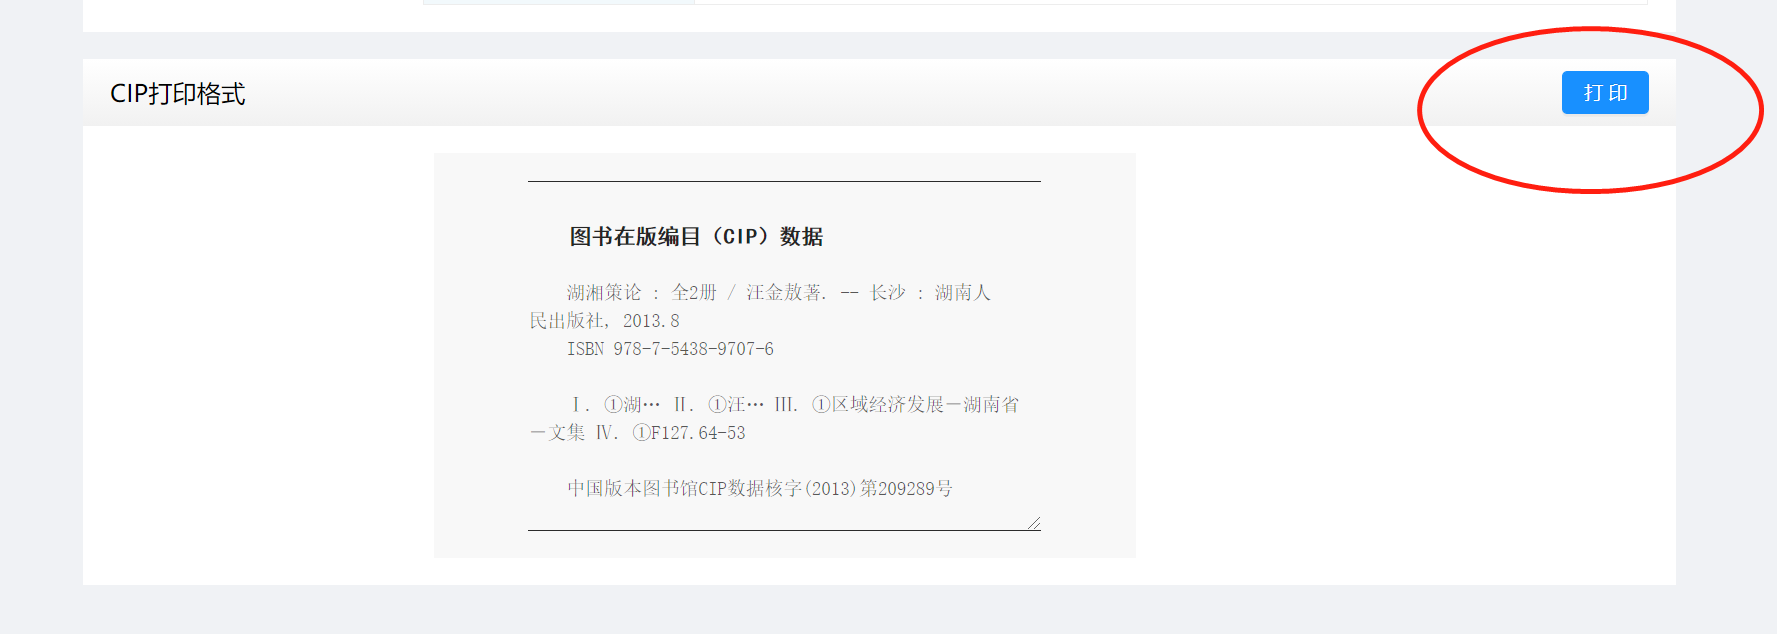 CIP打印格式
打 印
图书在版编目（CIP）数据
湖湘策论 : 全2册 / 汪金敖著. -- 长沙 : 湖南人
民出版社, 2013.8
ISBN 978-7-5438-9707-6
Ⅰ. ①湖… Ⅱ. ①汪… Ⅲ. ①区域经济发展－湖南省
－文集 Ⅳ. ①F127.64-53
中国版本图书馆CIP数据核字(2013)第209289号